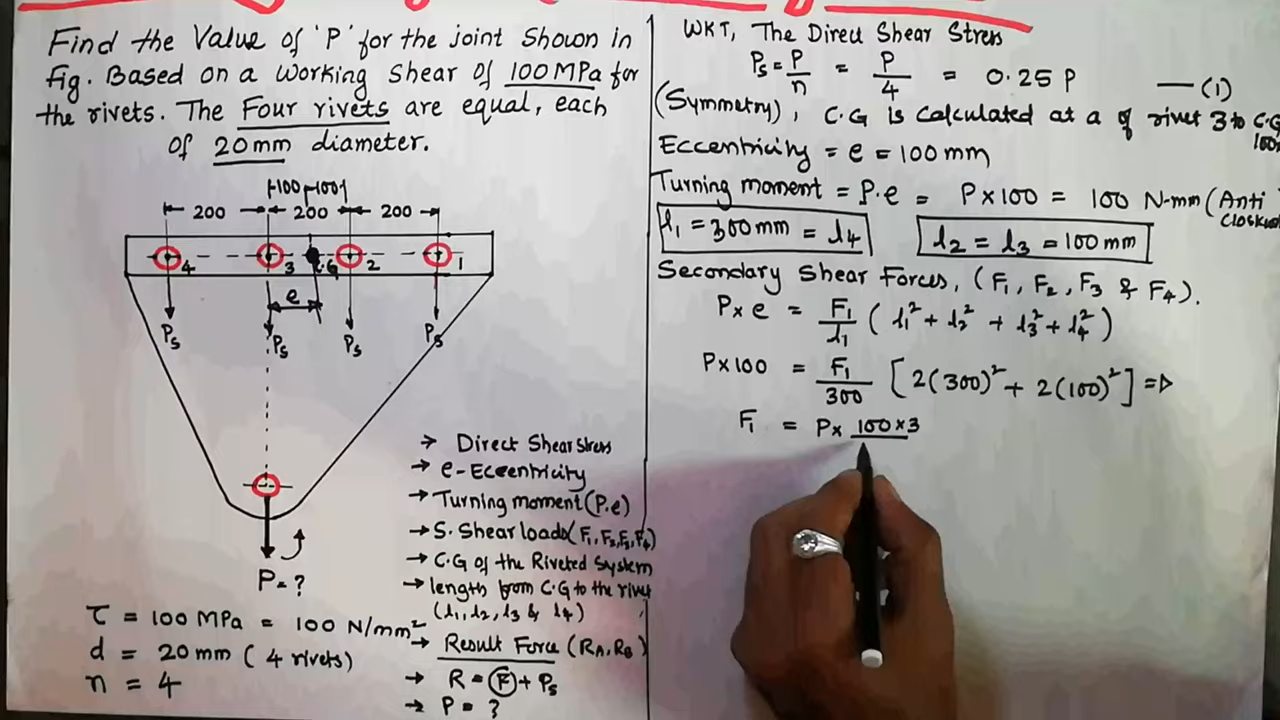 Find the Value of 'P' for the joint Shown in
fig. Based on a working shear of 100 MPa for
the rivets. The Four rivets are equal, each
of 20mm diameter.
100 100
200 200 200
4 3 C.G 2 1
e
Ps Ps Ps Ps
P = ?
τ = 100 MPa = 100 N/mm²
d = 20mm ( 4 rivets)
n = 4
→ Direct Shear Stress
→ e - Eccentricity
→ Turning moment (P.e)
→ S. Shear loads (F1, F2, F3, F4)
→ C.G of the Riveted System
→ length from C.G to the rivet
(l1, l2, l3 & l4)
→ Result Force (RA, RB)
→ R = F + Ps
→ P = ?
WKT, The Direct Shear Stress
Ps = P/n = P/4 = 0.25 P —(1)
(Symmetry), C.G is calculated at a of rivet 3 to C.G
Eccentricity = e = 100 mm
Turning moment = P.e = P×100 = 100 N-mm (Anti
l1 = 300mm = l4 l2 = l3 = 100mm
Secondary Shear Forces, (F1, F2, F3 & F4).
P×e = F1/l1 ( l1² + l2² + l3² + l4² )
P×100 = F1/300 [ 2(300)² + 2(100)² ] =>
F1 = P× 100×3